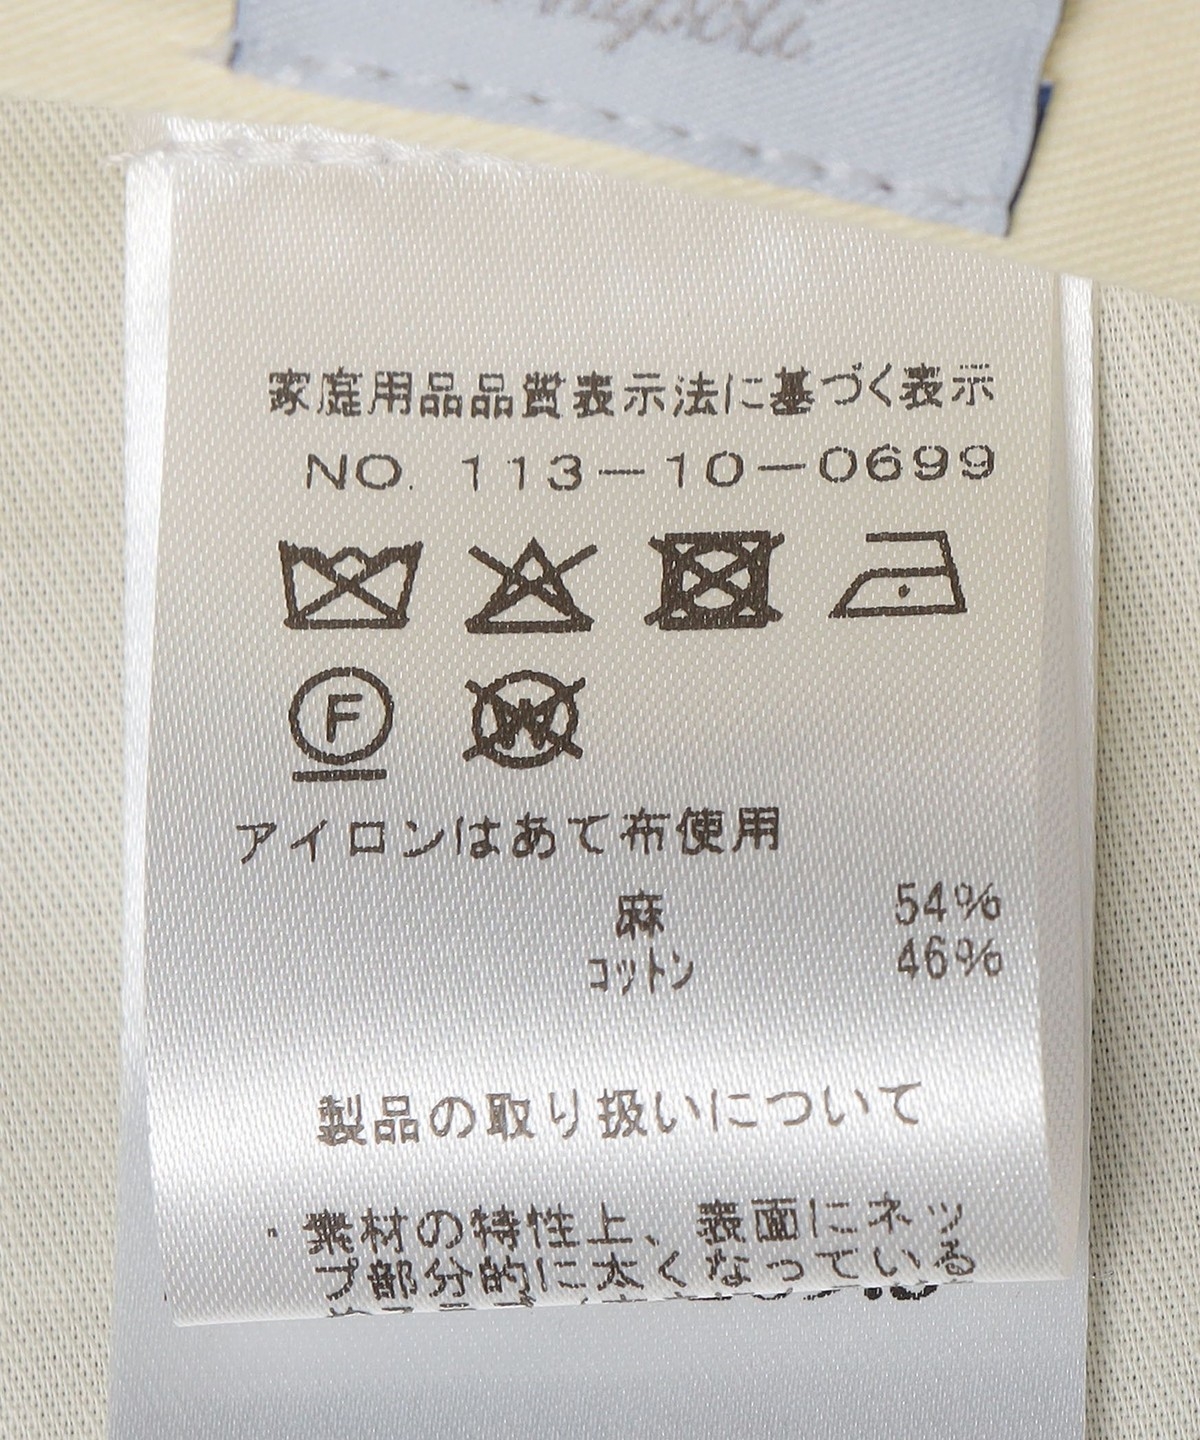 家庭用品品質表示法に基づく表示
NO. 113-10-0699
F
W
アイロンはあて布使用
麻 54%
コットン 46%
製品の取り扱いについて
・素材の特性上、表面にネッ
プ部分的に太くなっている